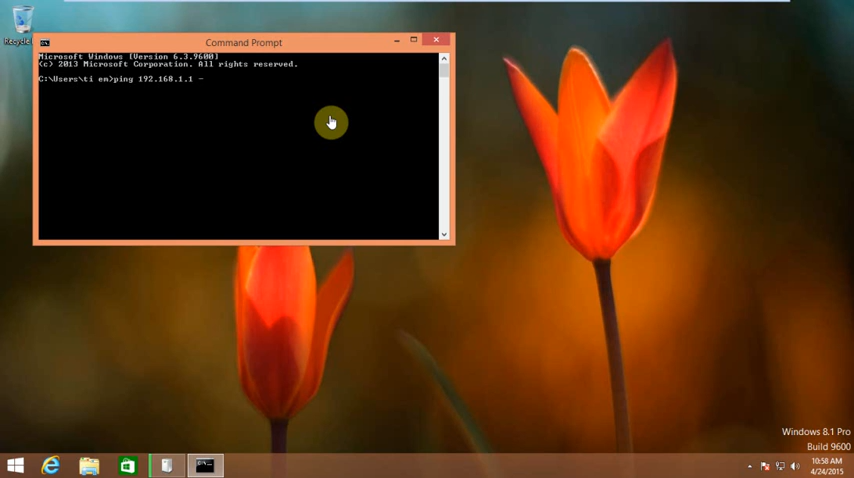 Recycle
Command Prompt
Microsoft Windows [Version 6.3.9600]
(c) 2013 Microsoft Corporation. All rights reserved.
C:\Users\ti em>ping 192.168.1.1 -
Windows 8.1 Pro
Build 9600
10:58 AM
4/24/2015